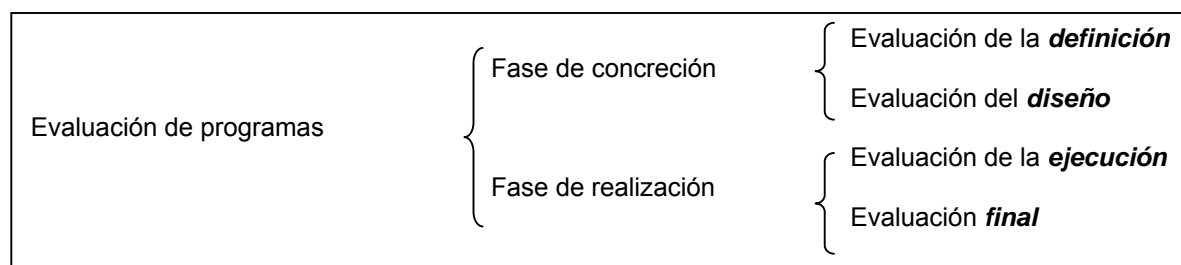 Evaluación de programas
Fase de concreción
Evaluación de la definición
Evaluación del diseño
Fase de realización
Evaluación de la ejecución
Evaluación final